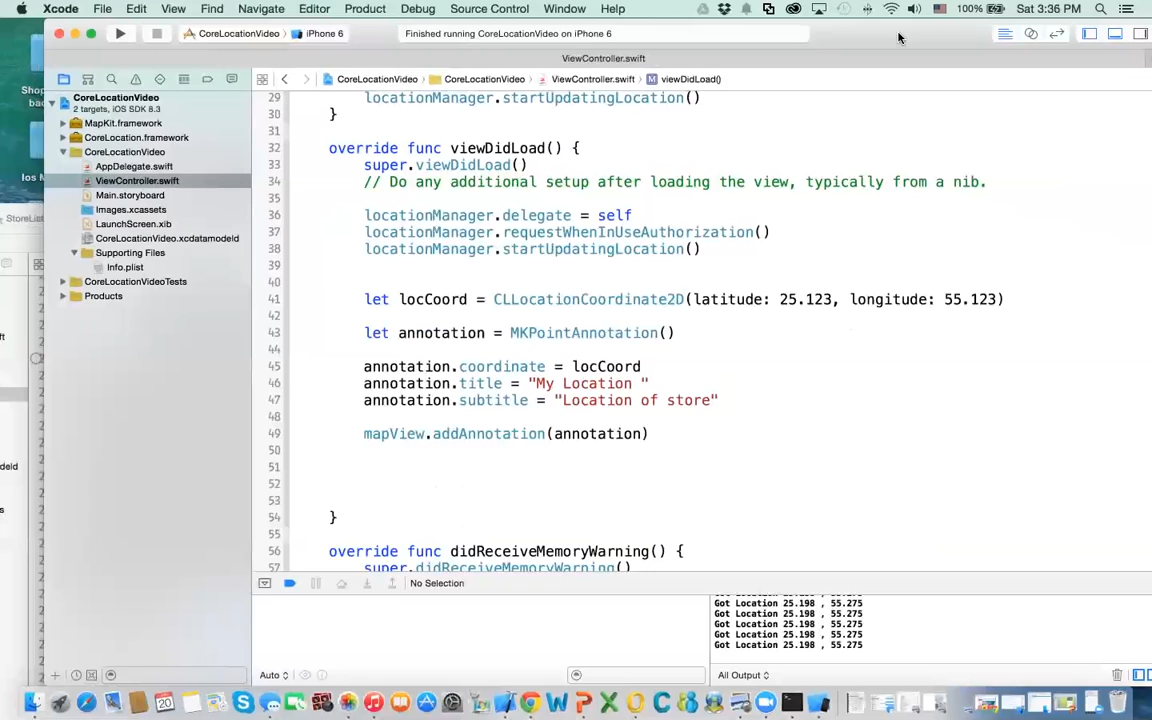 Xcode File Edit View Find Navigate Editor Product Debug Source Control Window Help 100% Sat 3:36 PM
CoreLocationVideo iPhone 6 Finished running CoreLocationVideo on iPhone 6
ViewController.swift
CoreLocationVideo CoreLocationVideo ViewController.swift M viewDidLoad()
CoreLocationVideo
2 targets, iOS SDK 8.3
MapKit.framework
CoreLocation.framework
CoreLocationVideo
AppDelegate.swift
ViewController.swift
Main.storyboard
Images.xcassets
LaunchScreen.xib
CoreLocationVideo.xcdatamodeld
Supporting Files
Info.plist
CoreLocationVideoTests
Products
Shop
Ios M
StoreList
29 locationManager.startUpdatingLocation()
30 }
31
32 override func viewDidLoad() {
33 super.viewDidLoad()
34 // Do any additional setup after loading the view, typically from a nib.
35
36 locationManager.delegate = self
37 locationManager.requestWhenInUseAuthorization()
38 locationManager.startUpdatingLocation()
39
40
41 let locCoord = CLLocationCoordinate2D(latitude: 25.123, longitude: 55.123)
42
43 let annotation = MKPointAnnotation()
44
45 annotation.coordinate = locCoord
46 annotation.title = "My Location "
47 annotation.subtitle = "Location of store"
48
49 mapView.addAnnotation(annotation)
50
51
52
53
54 }
55
56 override func didReceiveMemoryWarning() {
57 super.didReceiveMemoryWarning()
No Selection
Got Location 25.198 , 55.275
Got Location 25.198 , 55.275
Got Location 25.198 , 55.275
Got Location 25.198 , 55.275
Got Location 25.198 , 55.275
Auto All Output
20